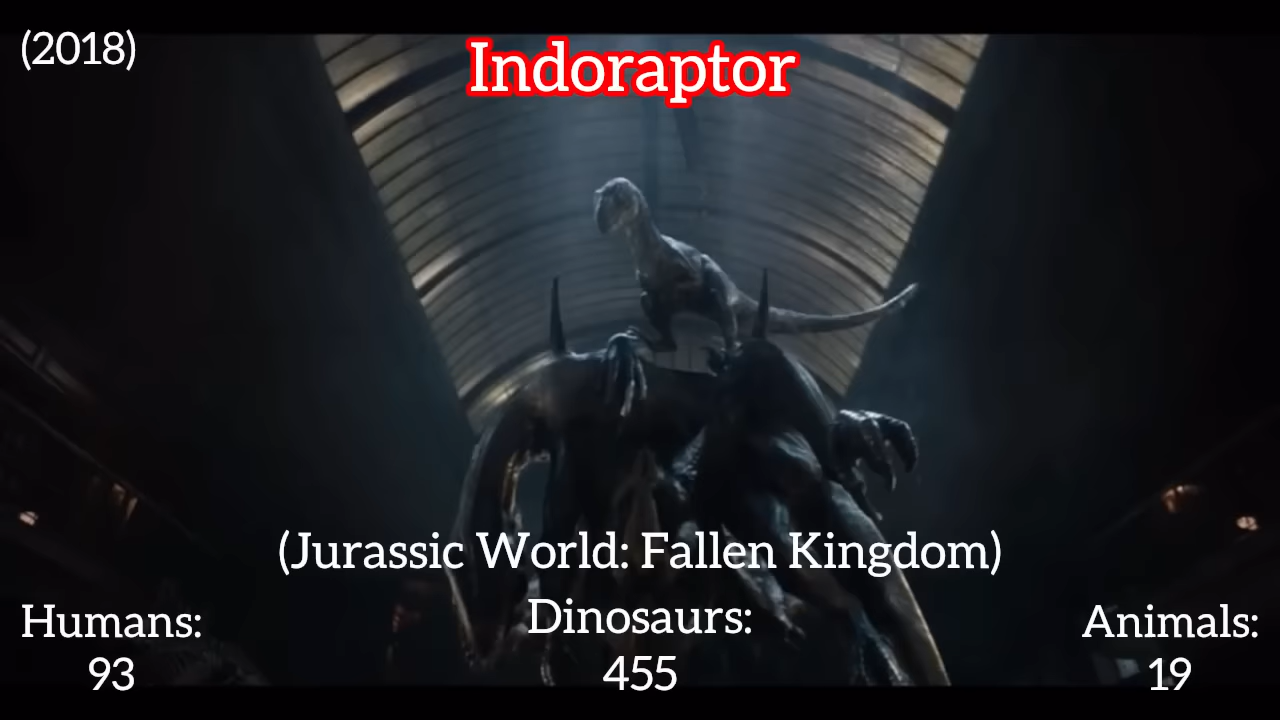 (2018)
Indoraptor
(Jurassic World: Fallen Kingdom)
Humans:
93
Dinosaurs:
455
Animals:
19